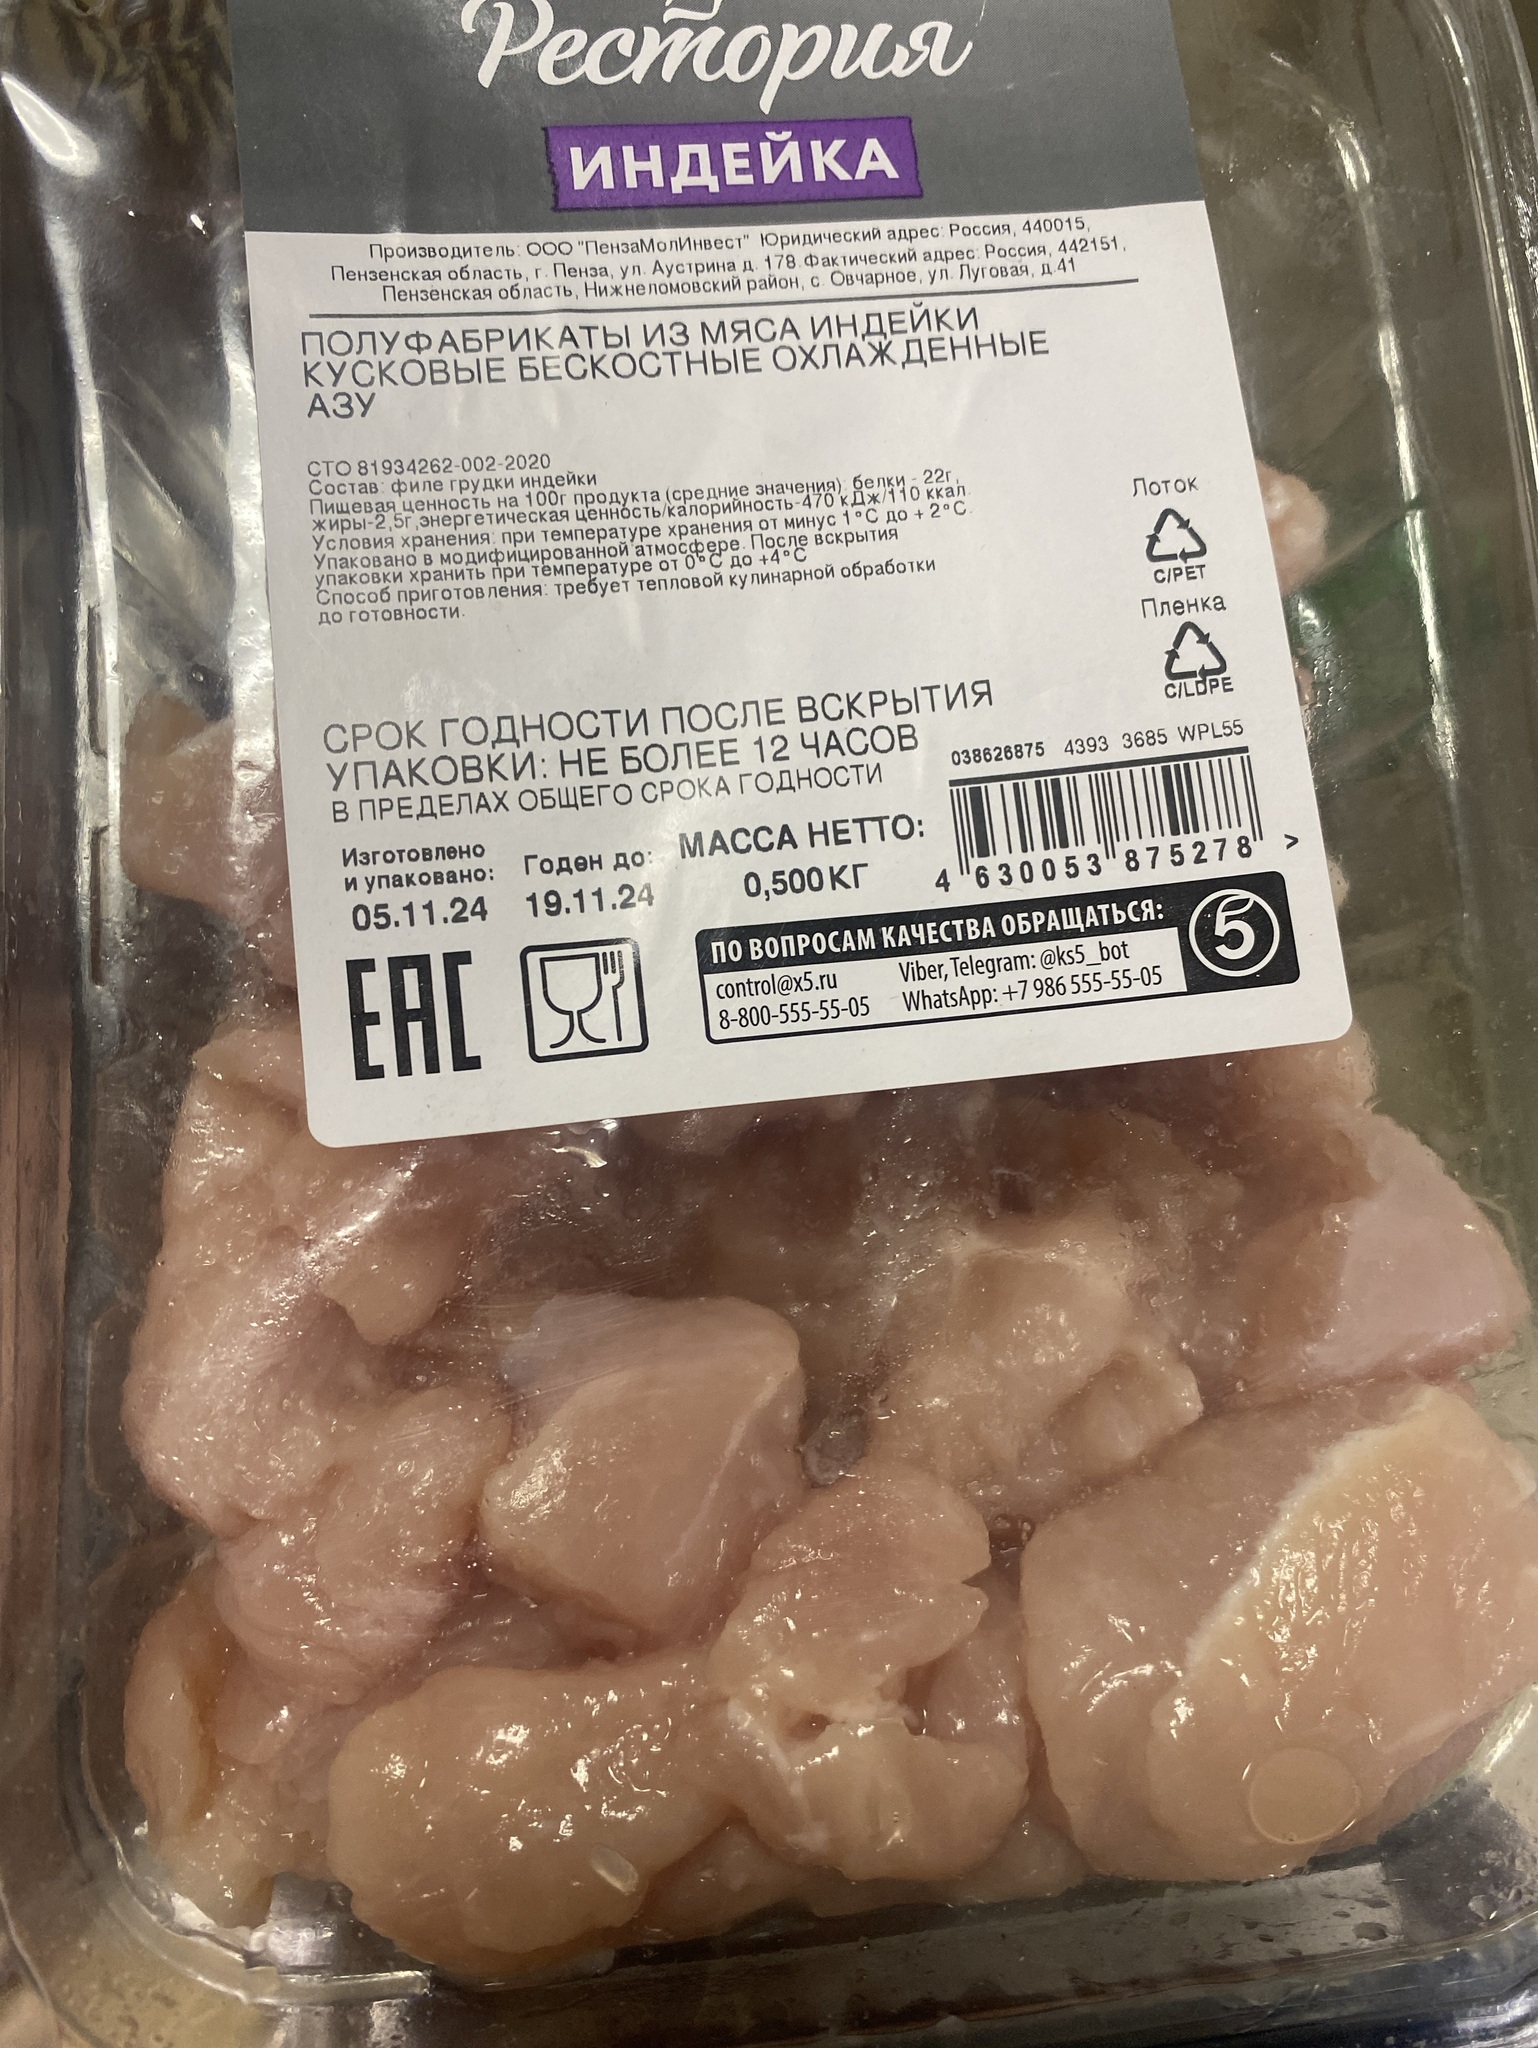 Рестория
ИНДЕЙКА
Производитель: ООО "ПензаМолИнвест" Юридический адрес: Россия, 440015,
Пензенская область, г. Пенза, ул. Аустрина д. 178.Фактический адрес: Россия, 442151,
Пензенская область, Нижнеломовский район, с. Овчарное, ул. Луговая, д.41
ПОЛУФАБРИКАТЫ ИЗ МЯСА ИНДЕЙКИ
КУСКОВЫЕ БЕСКОСТНЫЕ ОХЛАЖДЕННЫЕ
АЗУ
СТО 81934262-002-2020
Состав: филе грудки индейки
Пищевая ценность на 100г продукта (средние значения): белки - 22г,
жиры-2,5г,энергетическая ценность/калорийность-470 кДж/110 ккал.
Условия хранения: при температуре хранения от минус 1°С до + 2°С.
Упаковано в модифицированной атмосфере. После вскрытия
упаковки хранить при температуре от 0°С до +4°С
Способ приготовления: требует тепловой кулинарной обработки
до готовности.
Лоток
C/PET
Пленка
C/LDPE
СРОК ГОДНОСТИ ПОСЛЕ ВСКРЫТИЯ
УПАКОВКИ: НЕ БОЛЕЕ 12 ЧАСОВ
В ПРЕДЕЛАХ ОБЩЕГО СРОКА ГОДНОСТИ
038626875 4393 3685 WPL55
4 630053 875278 >
Изготовлено
и упаковано:
05.11.24
Годен до:
19.11.24
МАССА НЕТТО:
0,500КГ
EAC
ПО ВОПРОСАМ КАЧЕСТВА ОБРАЩАТЬСЯ:
control@x5.ru
8-800-555-55-05
Viber, Telegram: @ks5_bot
WhatsApp: +7 986 555-55-05
5